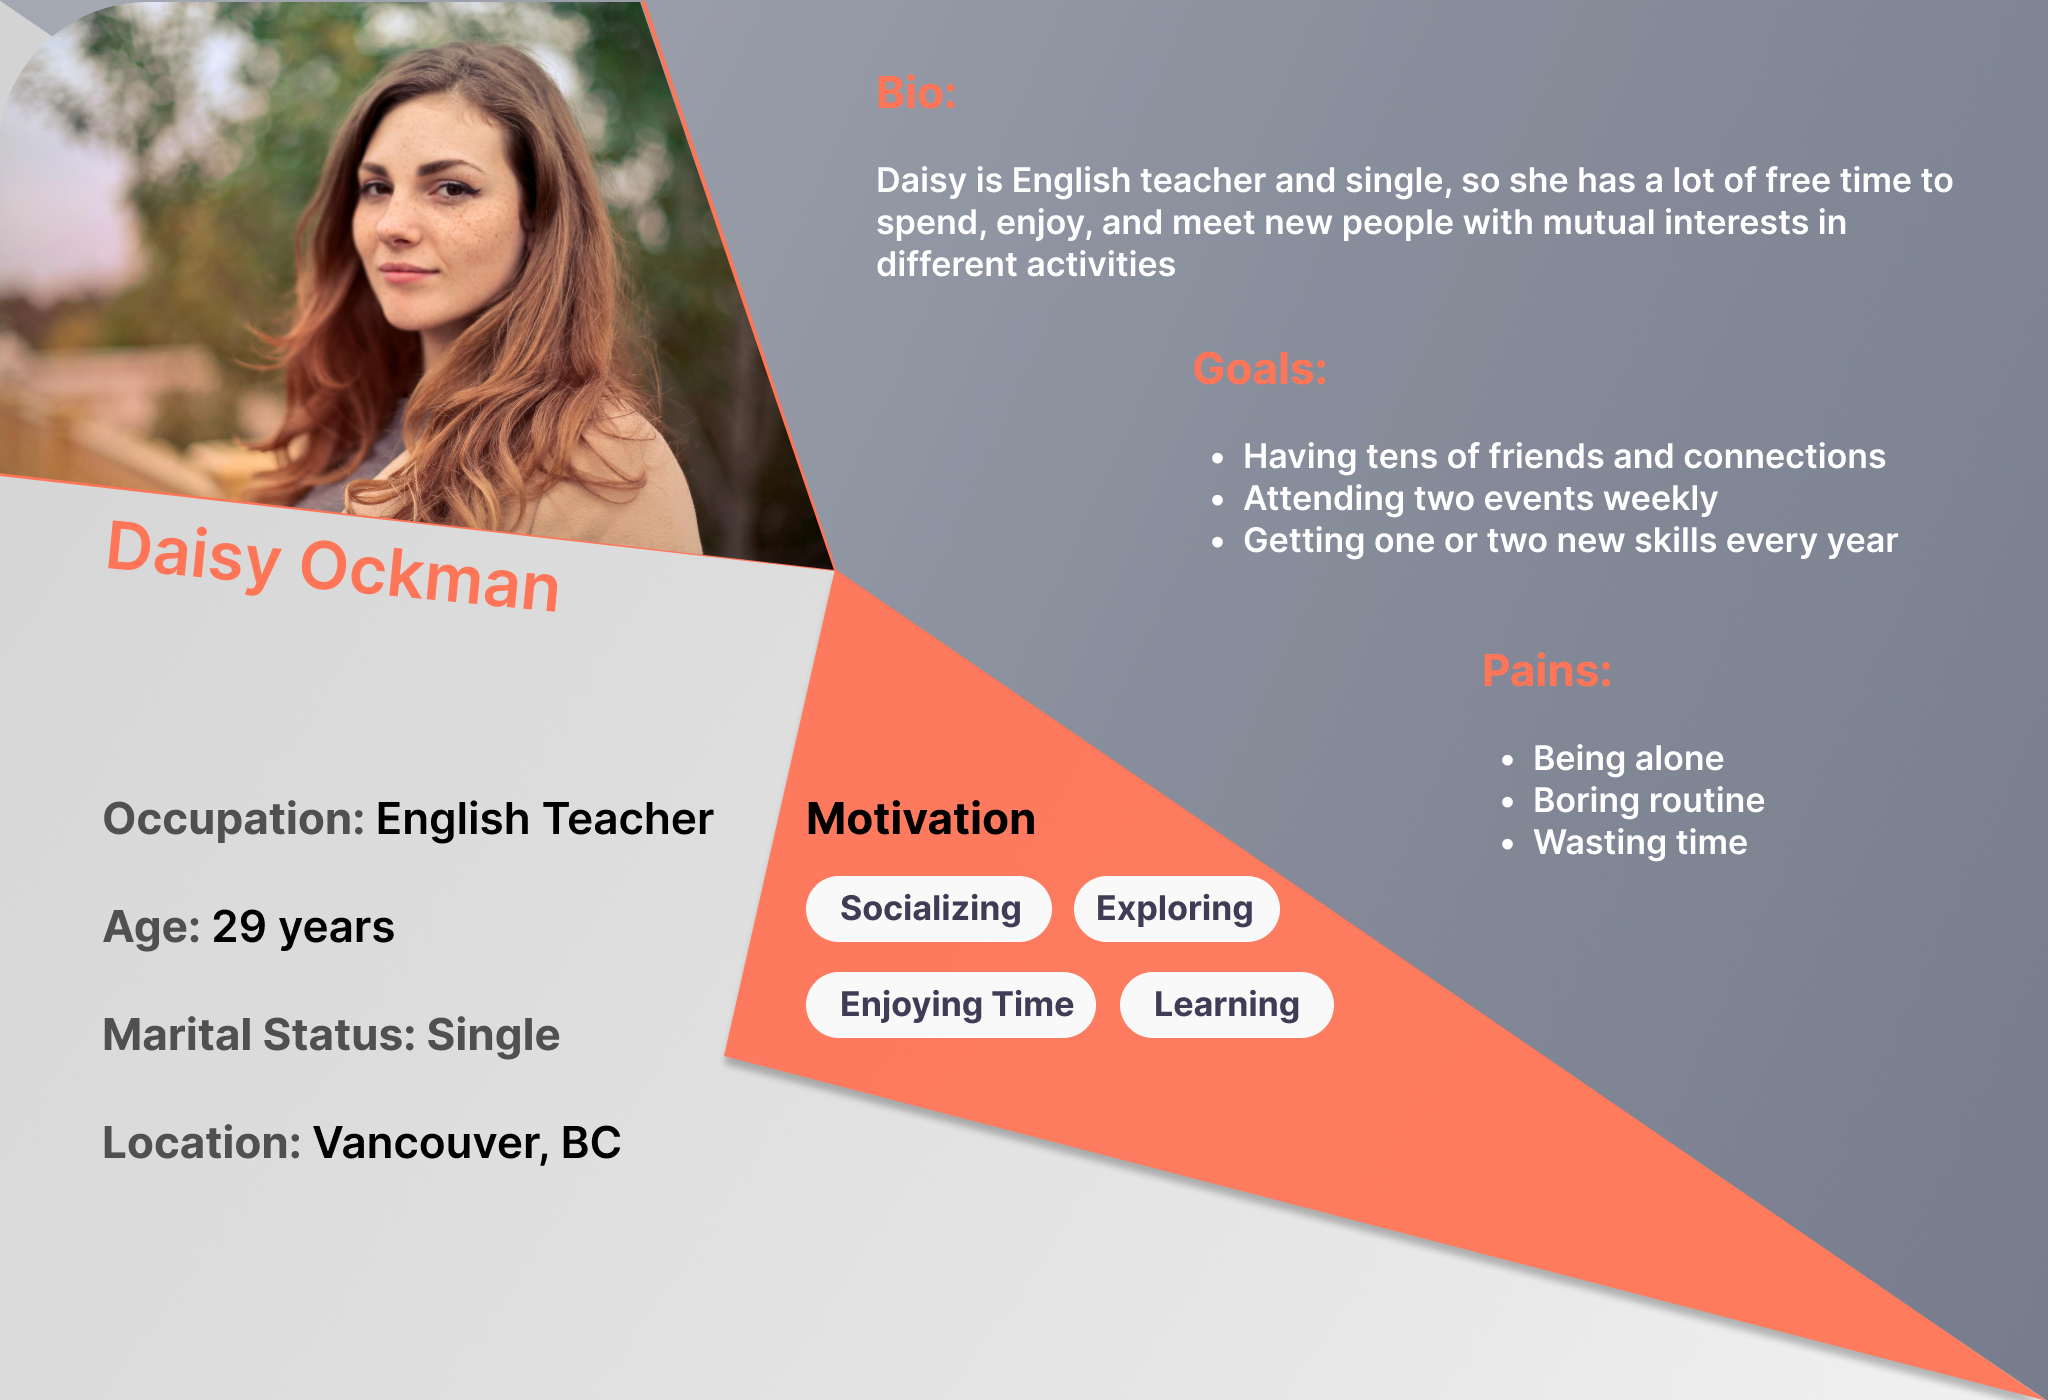 Daisy Ockman
Occupation: English Teacher
Age: 29 years
Marital Status: Single
Location: Vancouver, BC
Bio:
Daisy is English teacher and single, so she has a lot of free time to
spend, enjoy, and meet new people with mutual interests in
different activities
Goals:
• Having tens of friends and connections
• Attending two events weekly
• Getting one or two new skills every year
Pains:
• Being alone
• Boring routine
• Wasting time
Motivation
Socializing
Exploring
Enjoying Time
Learning